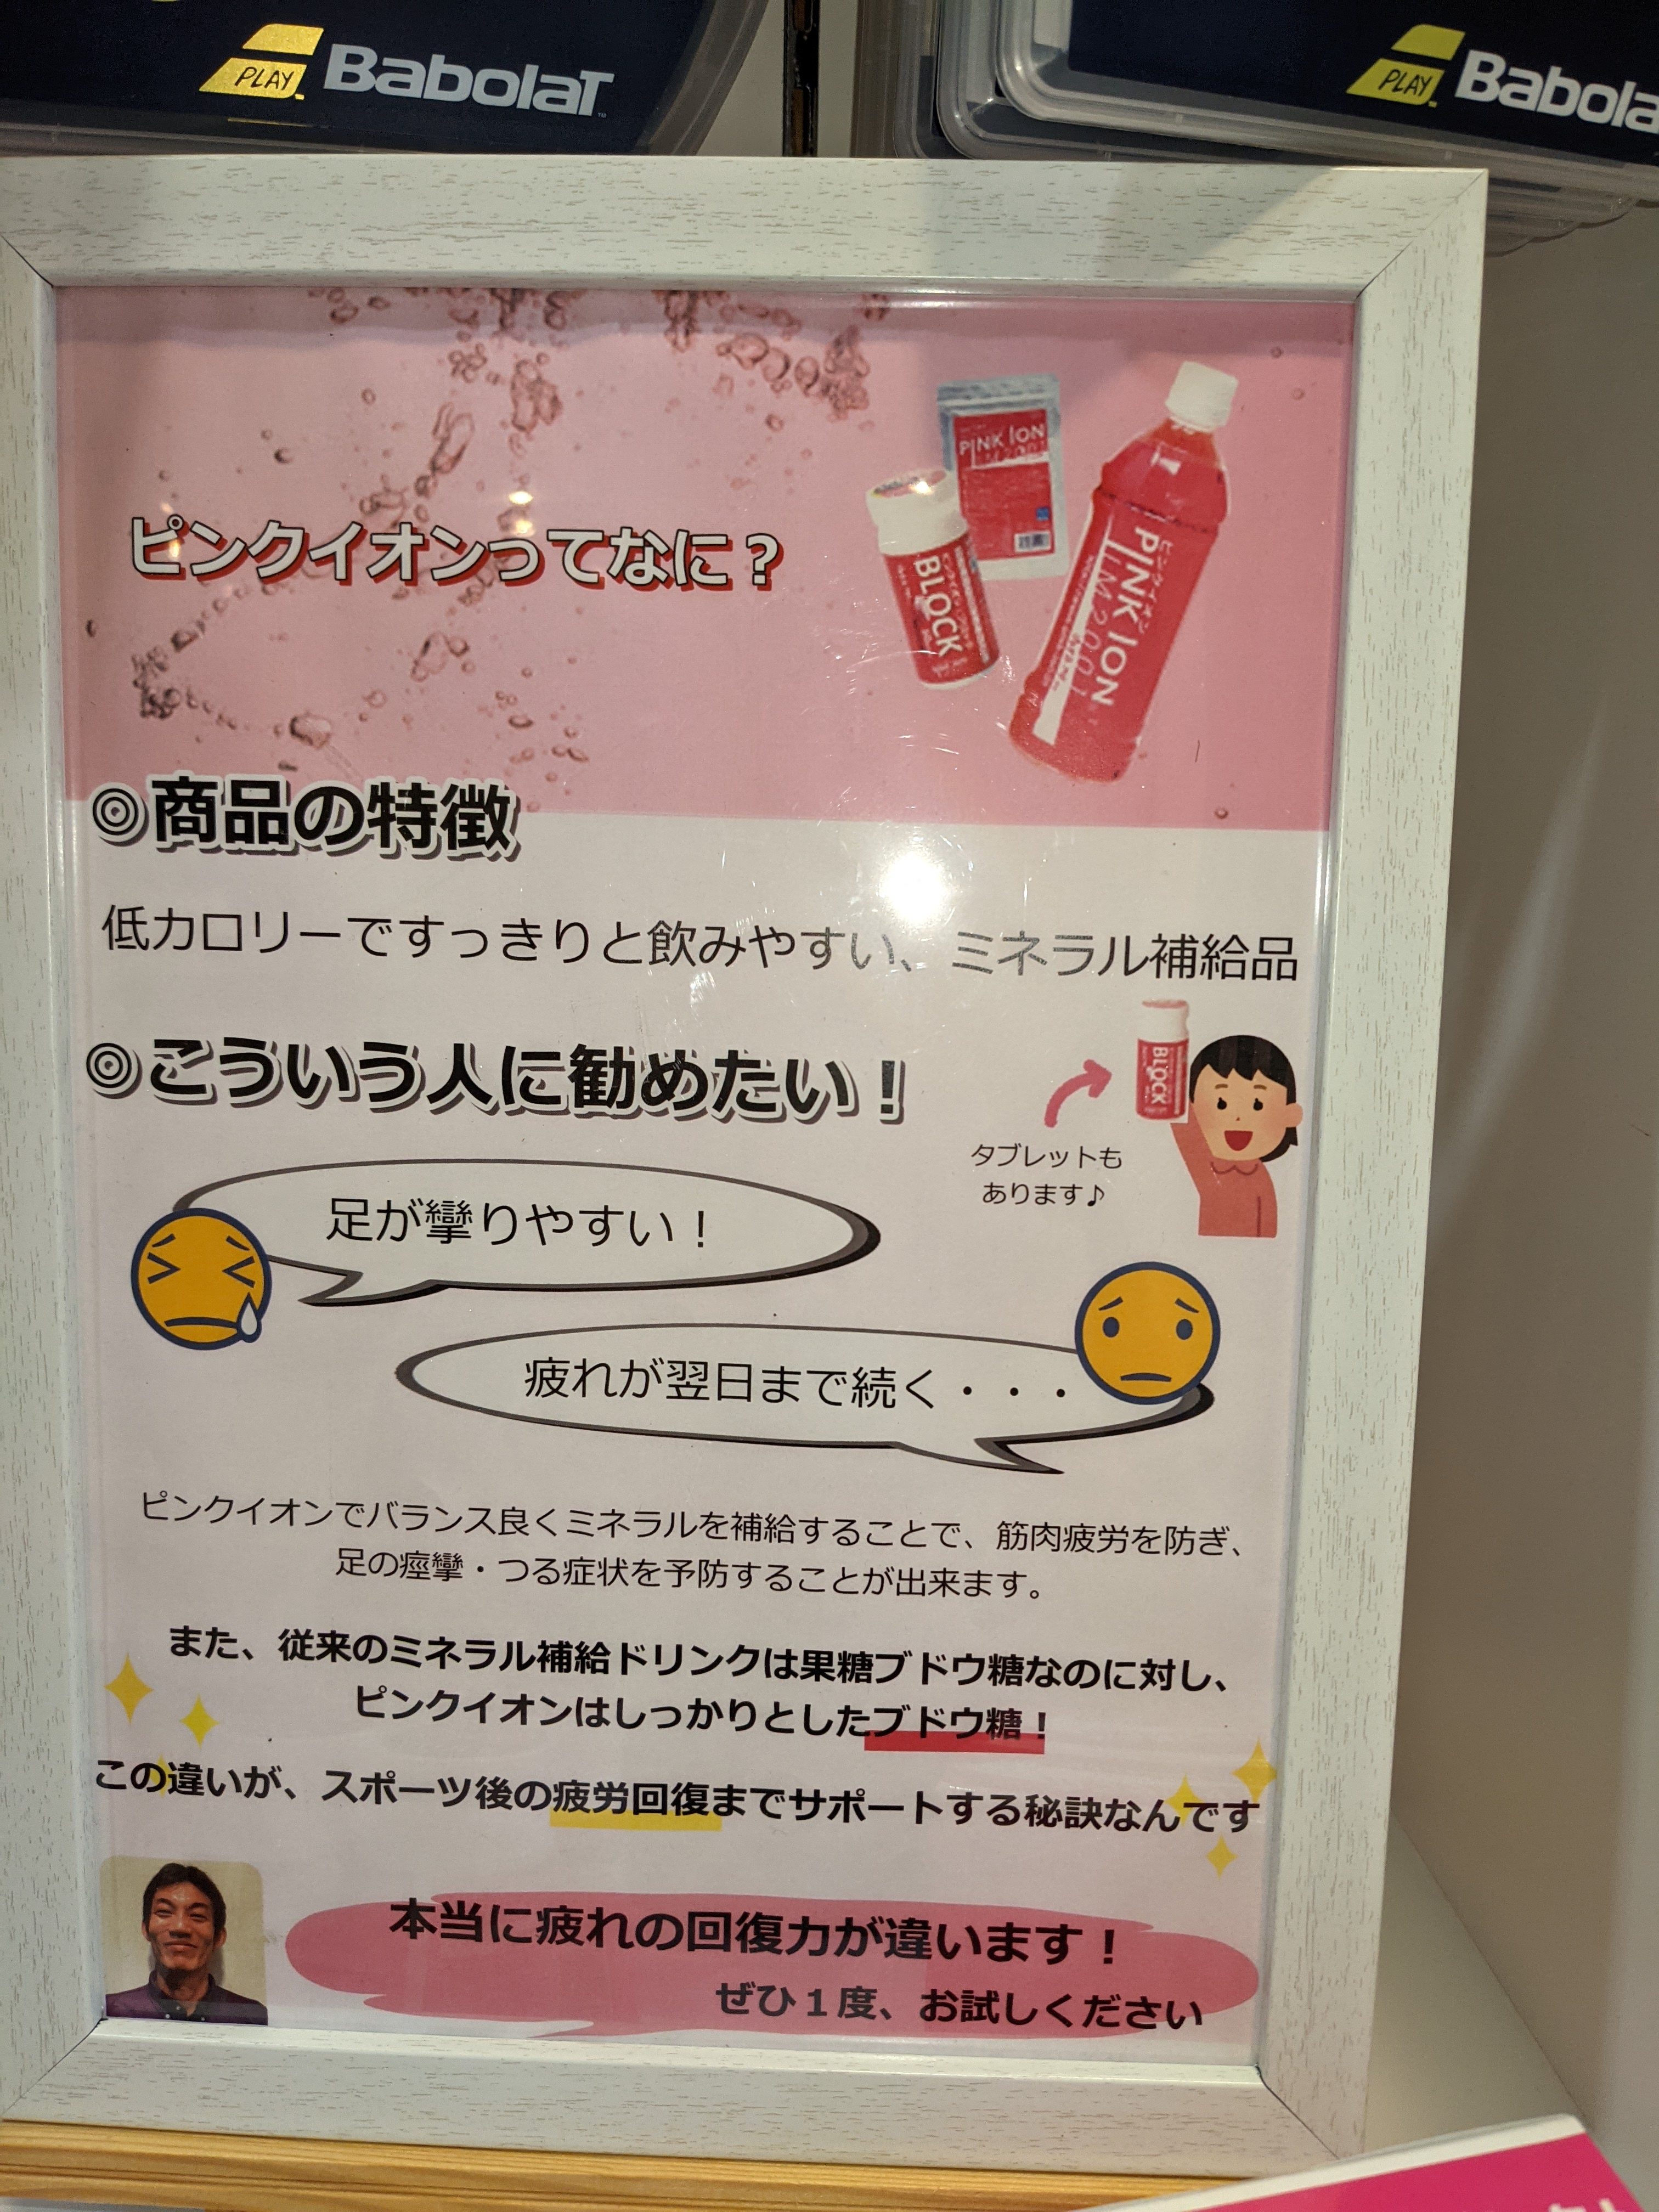 PLAY Babolat
PLAY Babola
ピンクイオンってなに？
PINK ION
BLOCK
ピンクイオン
PINK ION
IM2001
◎商品の特徴
低カロリーですっきりと飲みやすい、ミネラル補給品
◎こういう人に勧めたい！
BLOCK
タブレットも
あります♪
足が攣りやすい！
疲れが翌日まで続く・・・
ピンクイオンでバランス良くミネラルを補給することで、筋肉疲労を防ぎ、
足の痙攣・つる症状を予防することが出来ます。
また、従来のミネラル補給ドリンクは果糖ブドウ糖なのに対し、
ピンクイオンはしっかりとしたブドウ糖！
この違いが、スポーツ後の疲労回復までサポートする秘訣なんです
本当に疲れの回復力が違います！
ぜひ１度、お試しください